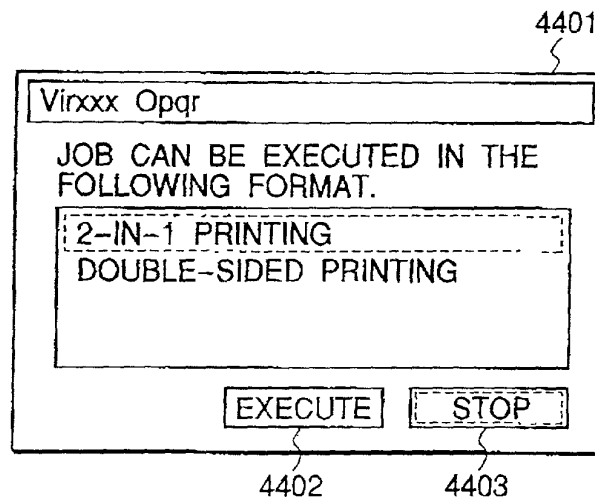 4401
Virxxx Opqr
JOB CAN BE EXECUTED IN THE
FOLLOWING FORMAT.
2-IN-1 PRINTING
DOUBLE-SIDED PRINTING
EXECUTE STOP
4402 4403